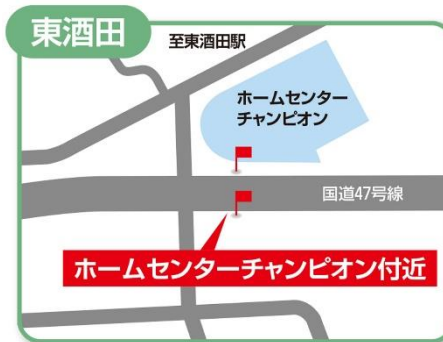 東酒田
至東酒田駅
ホームセンター
チャンピオン
国道47号線
ホームセンターチャンピオン付近